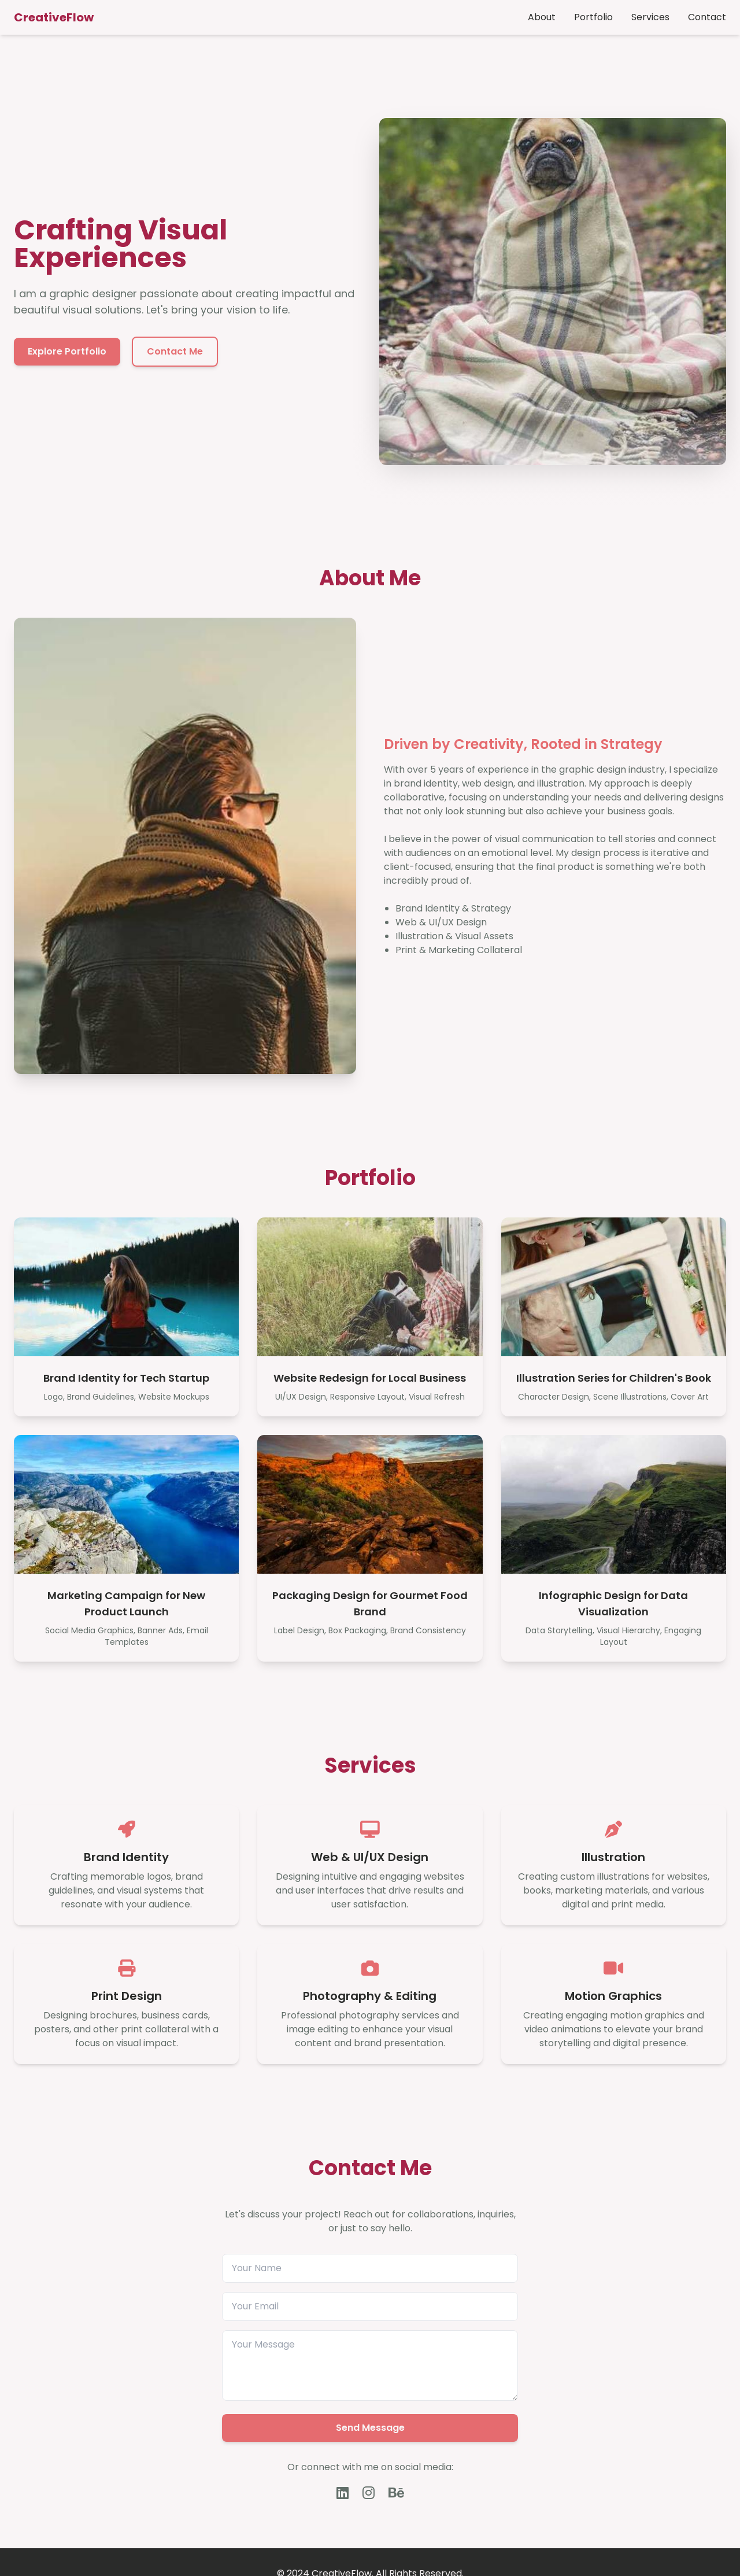 CreativeFlow
About
Portfolio
Services
Contact
Crafting Visual
Experiences
I am a graphic designer passionate about creating impactful and
beautiful visual solutions. Let's bring your vision to life.
Explore Portfolio
Contact Me
About Me
Driven by Creativity, Rooted in Strategy
With over 5 years of experience in the graphic design industry, I specialize
in brand identity, web design, and illustration. My approach is deeply
collaborative, focusing on understanding your needs and delivering designs
that not only look stunning but also achieve your business goals.
I believe in the power of visual communication to tell stories and connect
with audiences on an emotional level. My design process is iterative and
client-focused, ensuring that the final product is something we're both
incredibly proud of.
Brand Identity & Strategy
Web & UI/UX Design
Illustration & Visual Assets
Print & Marketing Collateral
Portfolio
Brand Identity for Tech Startup
Logo, Brand Guidelines, Website Mockups
Website Redesign for Local Business
UI/UX Design, Responsive Layout, Visual Refresh
Illustration Series for Children's Book
Character Design, Scene Illustrations, Cover Art
Marketing Campaign for New
Product Launch
Social Media Graphics, Banner Ads, Email
Templates
Packaging Design for Gourmet Food
Brand
Label Design, Box Packaging, Brand Consistency
Infographic Design for Data
Visualization
Data Storytelling, Visual Hierarchy, Engaging
Layout
Services
Brand Identity
Crafting memorable logos, brand
guidelines, and visual systems that
resonate with your audience.
Web & UI/UX Design
Designing intuitive and engaging websites
and user interfaces that drive results and
user satisfaction.
Illustration
Creating custom illustrations for websites,
books, marketing materials, and various
digital and print media.
Print Design
Designing brochures, business cards,
posters, and other print collateral with a
focus on visual impact.
Photography & Editing
Professional photography services and
image editing to enhance your visual
content and brand presentation.
Motion Graphics
Creating engaging motion graphics and
video animations to elevate your brand
storytelling and digital presence.
Contact Me
Let's discuss your project! Reach out for collaborations, inquiries,
or just to say hello.
Your Name
Your Email
Your Message
Send Message
Or connect with me on social media:
© 2024 CreativeFlow. All Rights Reserved.